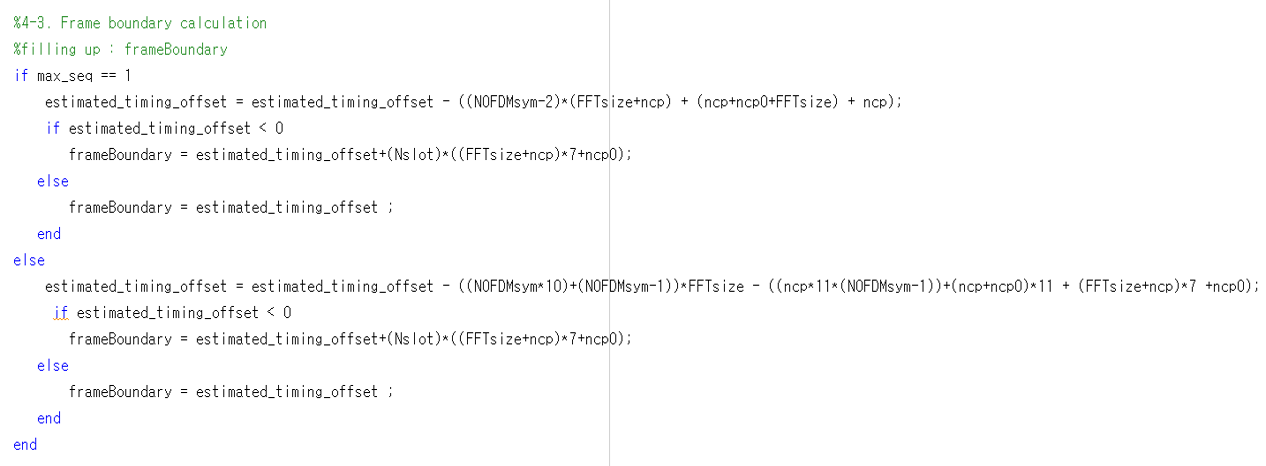 %4-3. Frame boundary calculation
%filling up : frameBoundary
if max_seq == 1
estimated_timing_offset = estimated_timing_offset - ((NOFDMsym-2)*(FFTsize+ncp) + (ncp+ncp0+FFTsize) + ncp);
if estimated_timing_offset < 0
frameBoundary = estimated_timing_offset+(Nslot)*((FFTsize+ncp)*7+ncp0);
else
frameBoundary = estimated_timing_offset ;
end
else
estimated_timing_offset = estimated_timing_offset - ((NOFDMsym*10)+(NOFDMsym-1))*FFTsize - ((ncp*11*(NOFDMsym-1))+(ncp+ncp0)*11 + (FFTsize+ncp)*7 +ncp0);
if estimated_timing_offset < 0
frameBoundary = estimated_timing_offset+(Nslot)*((FFTsize+ncp)*7+ncp0);
else
frameBoundary = estimated_timing_offset ;
end
end